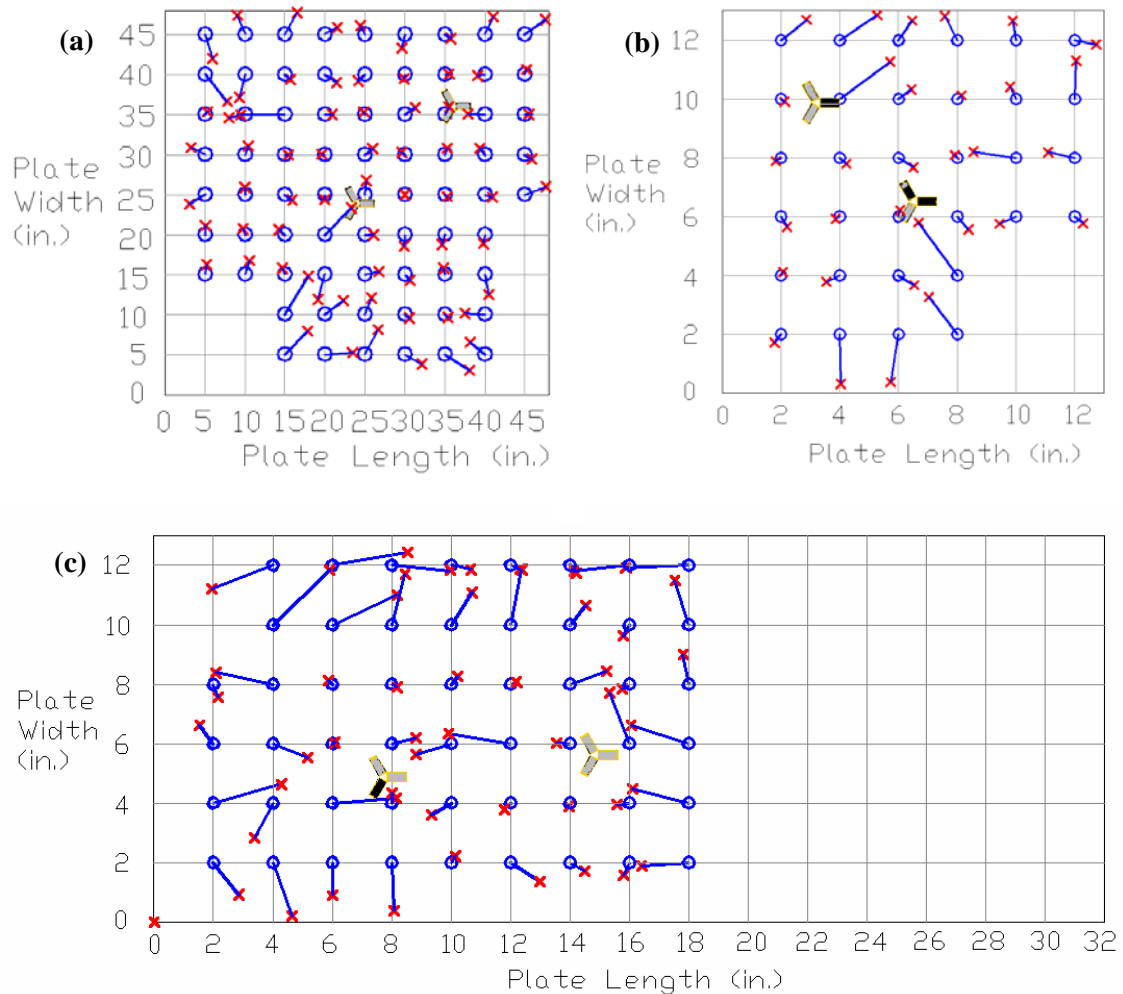 (a)
45
40
35
30
25
20
15
10
5
0
Plate
Width
(in.)
0 5 10 15 20 25 30 35 40 45
Plate Length (in.)
(b)
12
10
8
6
4
2
0
Plate
Width
(in.)
0 2 4 6 8 10 12
Plate Length (in.)
(c)
12
10
8
6
4
2
0
Plate
Width
(in.)
0 2 4 6 8 10 12 14 16 18 20 22 24 26 28 30 32
Plate Length (in.)